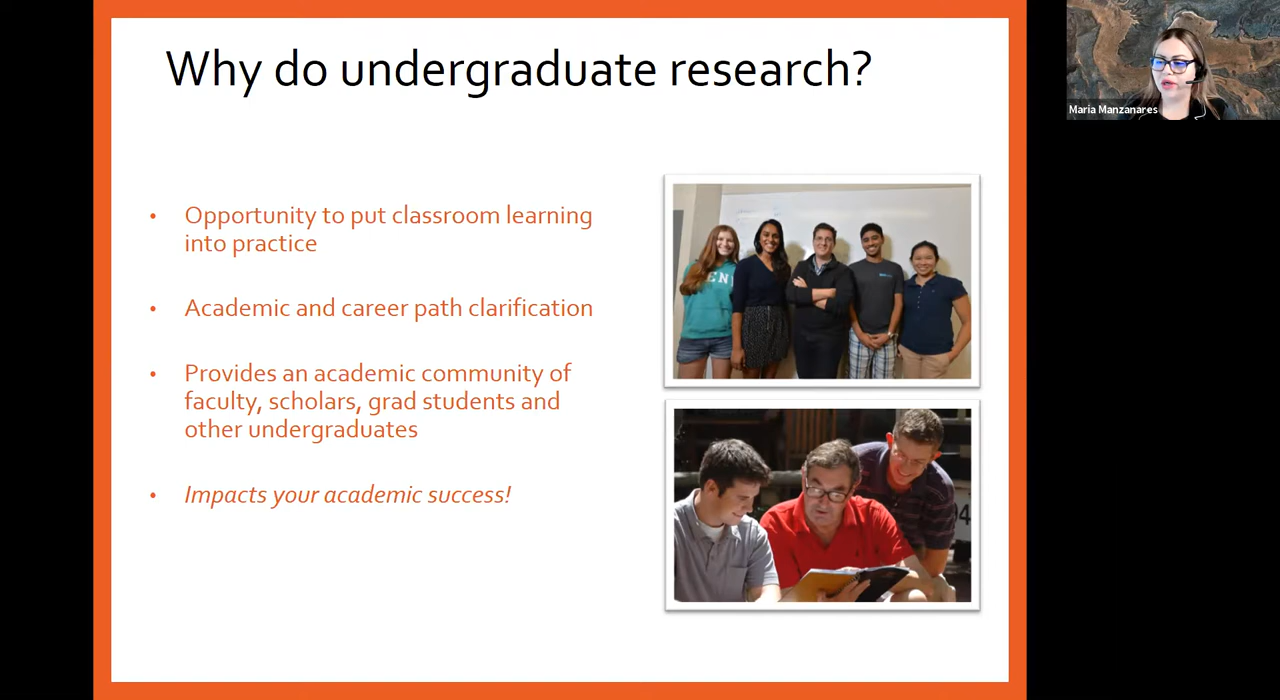 Why do undergraduate research?
• Opportunity to put classroom learning
into practice
• Academic and career path clarification
• Provides an academic community of
faculty, scholars, grad students and
other undergraduates
• Impacts your academic success!
Maria Manzanares